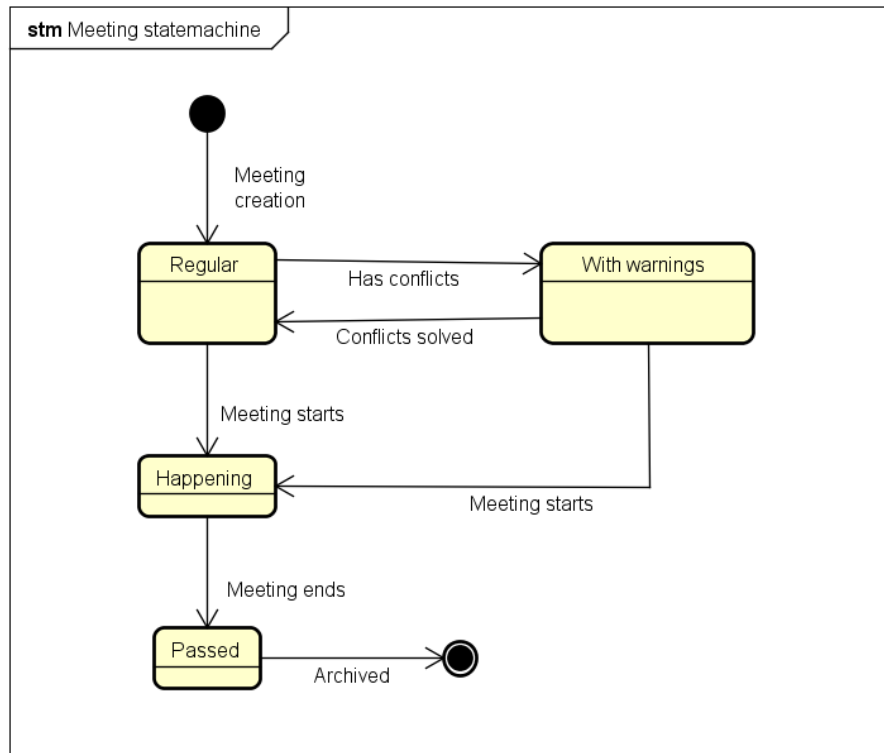 stm Meeting statemachine
Meeting
creation
Regular
With warnings
Has conflicts
Conflicts solved
Meeting starts
Happening
Meeting starts
Meeting ends
Passed
Archived